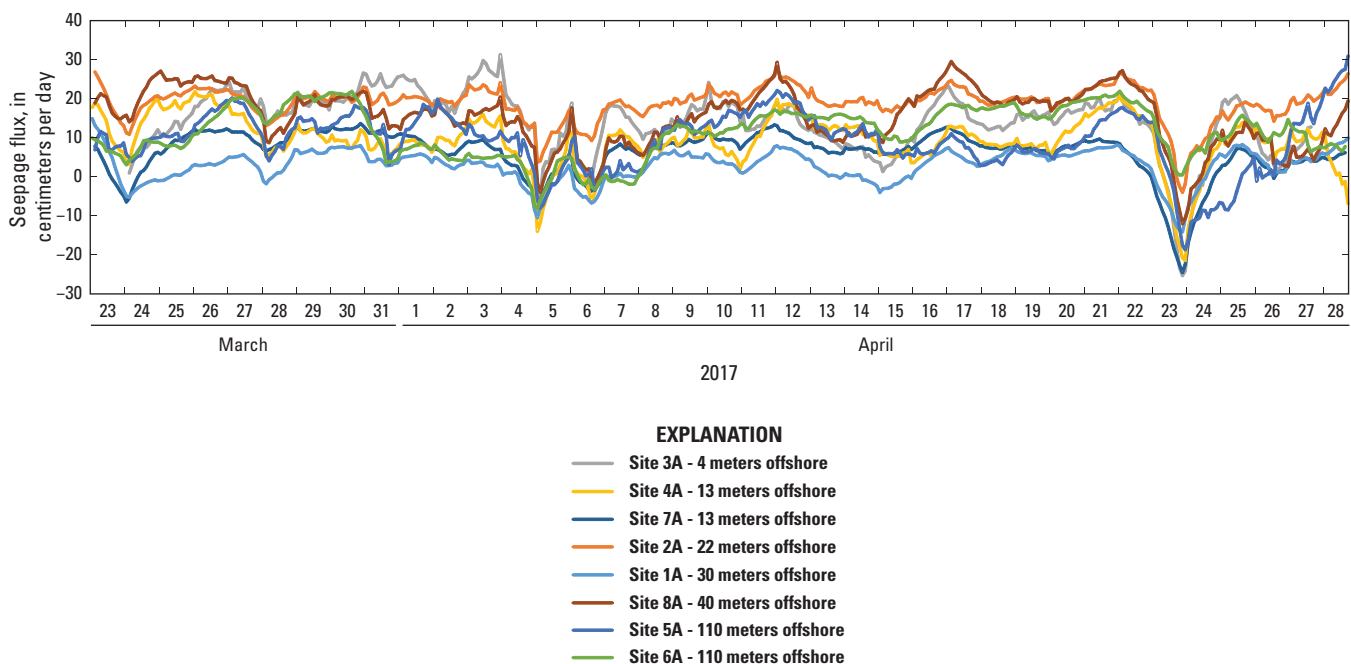 Seepage flux, in
centimeters per day
40
30
20
10
0
–10
–20
–30
23 24 25 26 27 28 29 30 31 1 2 3 4 5 6 7 8 9 10 11 12 13 14 15 16 17 18 19 20 21 22 23 24 25 26 27 28
March April
2017
EXPLANATION
Site 3A - 4 meters offshore
Site 4A - 13 meters offshore
Site 7A - 13 meters offshore
Site 2A - 22 meters offshore
Site 1A - 30 meters offshore
Site 8A - 40 meters offshore
Site 5A - 110 meters offshore
Site 6A - 110 meters offshore